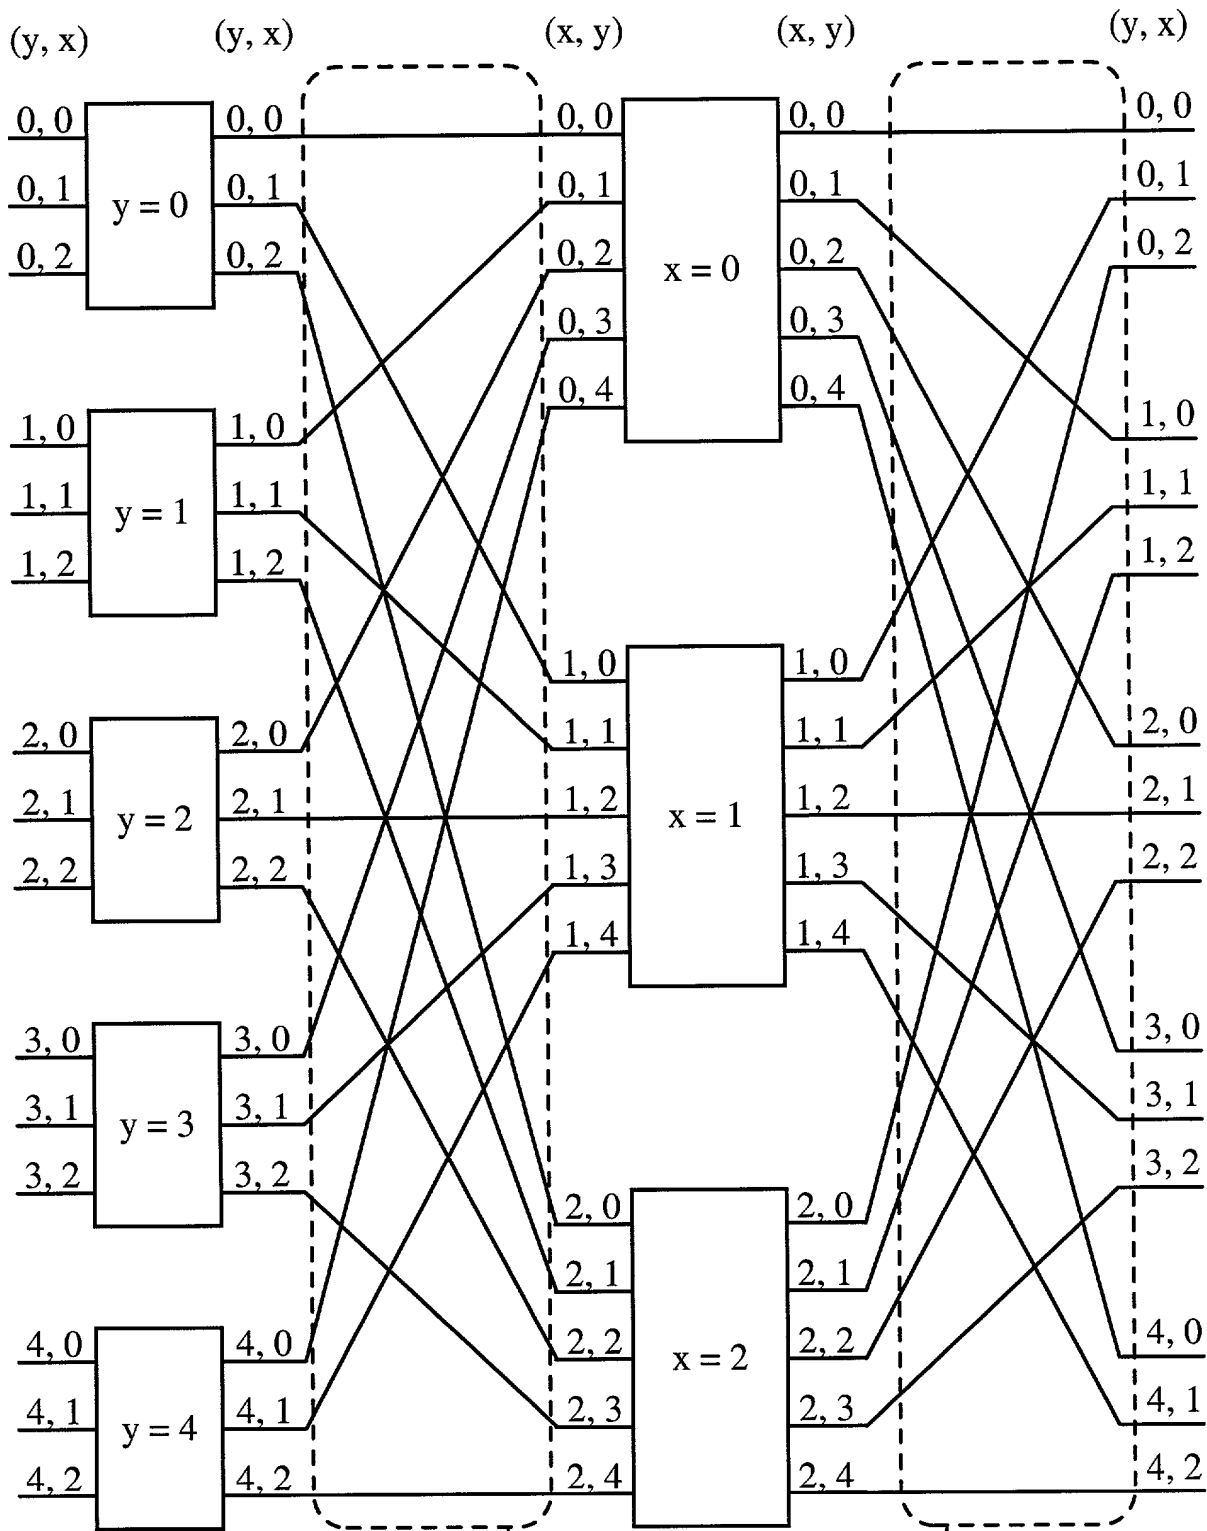 (y, x) (y, x) (x, y) (x, y) (y, x)
0, 0 0, 0 0, 0 0, 0 0, 0
0, 1 y = 0 0, 1 0, 1 0, 1 0, 1
0, 2 0, 2 0, 2 x = 0 0, 2 0, 2
0, 3 0, 3
0, 4 0, 4
1, 0 1, 0 1, 0
1, 1 y = 1 1, 1 1, 1
1, 2 1, 2 1, 2
1, 0 1, 0
2, 0 2, 0 1, 1 1, 1 2, 0
2, 1 y = 2 2, 1 1, 2 x = 1 1, 2 2, 1
2, 2 2, 2 1, 3 1, 3 2, 2
1, 4 1, 4
3, 0 3, 0 3, 0
3, 1 y = 3 3, 1 3, 1
3, 2 3, 2 3, 2
2, 0 2, 0
2, 1 2, 1
4, 0 4, 0 2, 2 x = 2 2, 2 4, 0
4, 1 y = 4 4, 1 2, 3 2, 3 4, 1
4, 2 4, 2 2, 4 2, 4 4, 2